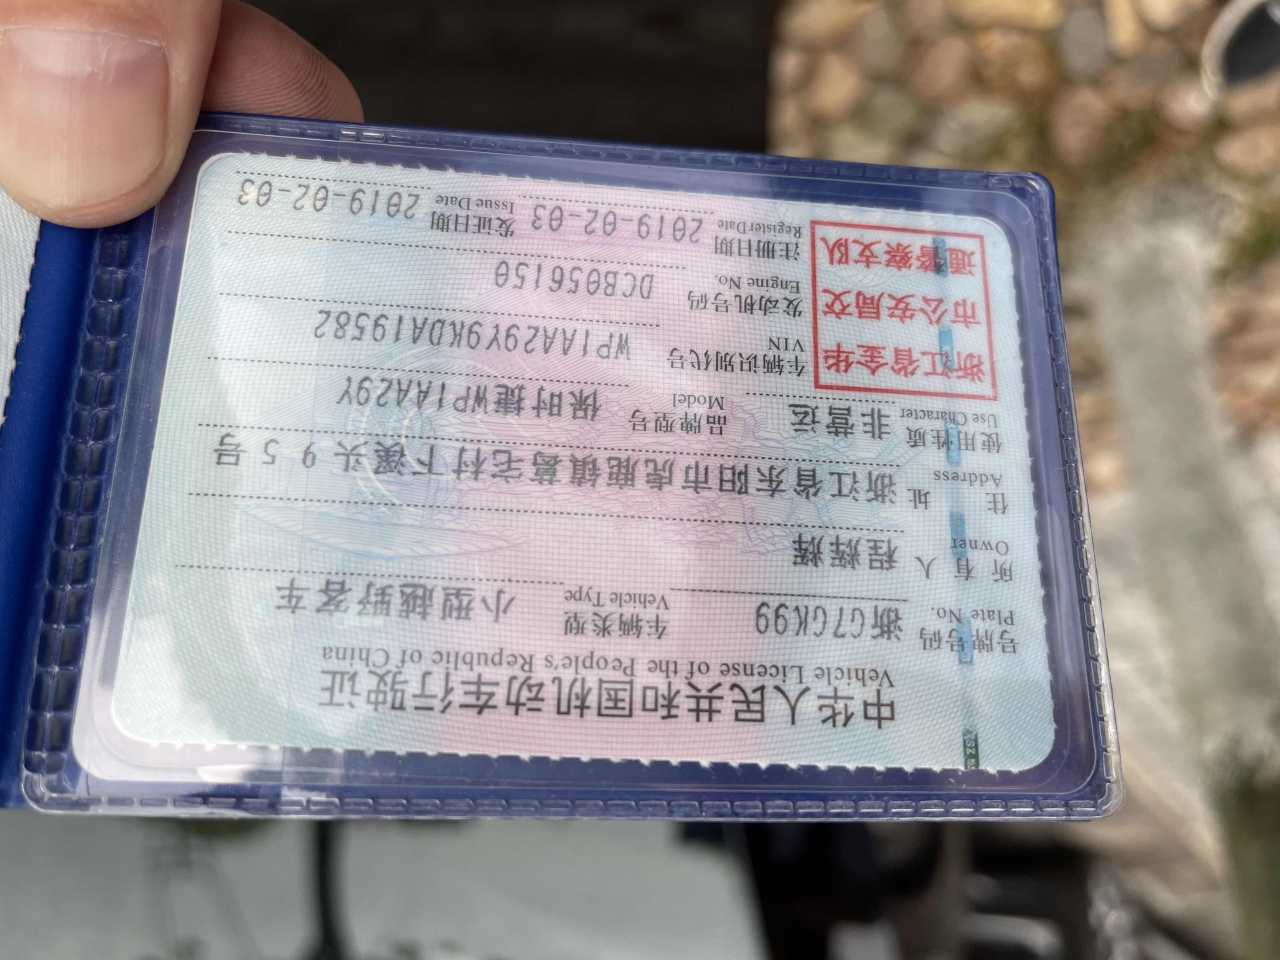 中华人民共和国机动车行驶证
Vehicle License of the People's Republic of China
号牌号码 Plate No. 浙G7GK99 车辆类型 Vehicle Type 小型越野客车
所有人 Owner 程辉辉
住址 Address 浙江省东阳市虎鹿镇葛宅村下溪头95号
使用性质 Use Character 非营运 品牌型号 Model 保时捷WP1AA29Y
浙江省金华
市公安局交
通警察支队
车辆识别代号 VIN WP1AA29Y9KDA19582
发动机号码 Engine No. DCB056150
注册日期 Register Date 2019-02-03 发证日期 Issue Date 2019-02-03